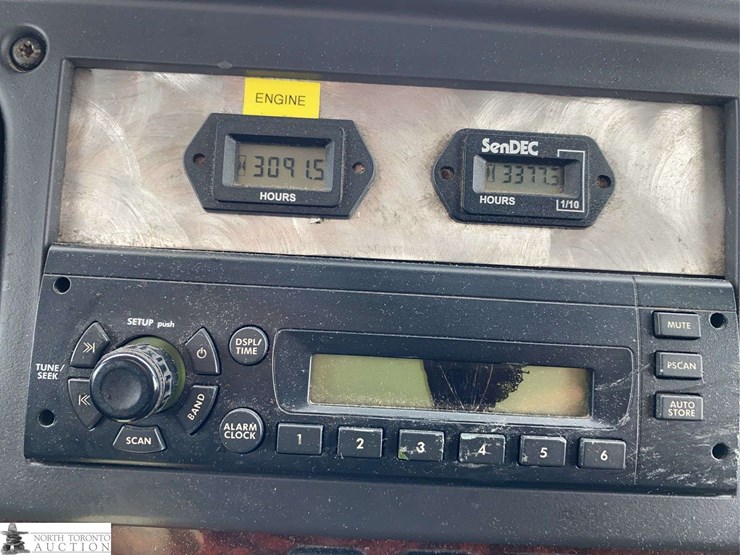 ENGINE
3091.5
HOURS
SenDEC
3377.3
HOURS 1/10
SETUP push
DSPL/
TIME
TUNE/
SEEK
BAND
SCAN
ALARM
CLOCK
1 2 3 4 5 6
MUTE
PSCAN
AUTO
STORE
NORTH TORONTO
AUCTION